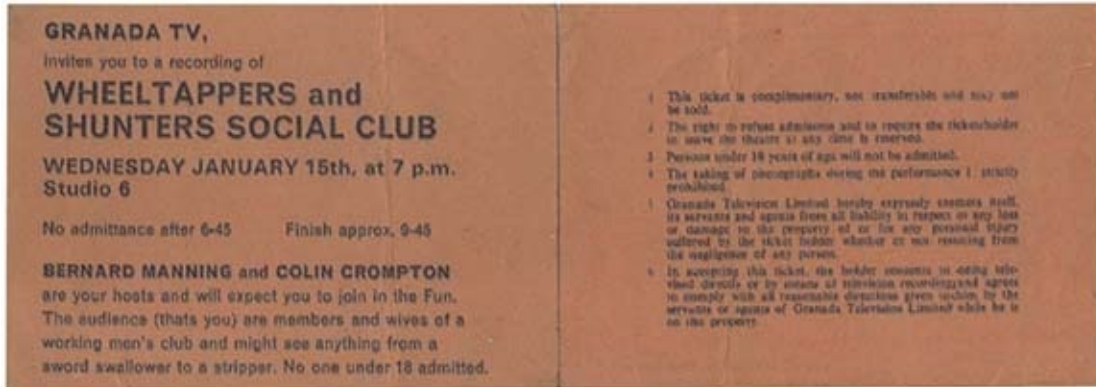 GRANADA TV,
invites you to a recording of
WHEELTAPPERS and
SHUNTERS SOCIAL CLUB
WEDNESDAY JANUARY 15th, at 7 p.m.
Studio 6
No admittance after 6-45 Finish approx. 9-45
BERNARD MANNING and COLIN CROMPTON
are your hosts and will expect you to join in the Fun.
The audience (thats you) are members and wives of a
working men's club and might see anything from a
sword swallower to a stripper. No one under 18 admitted.
1 This ticket is complimentary, not transferable and may not
be sold.
2 The right to refuse admission and to require the ticketholder
to leave the theatre at any time is reserved.
3 Persons under 18 years of age will not be admitted.
4 The taking of photographs during the performance is strictly
prohibited.
5 Granada Television Limited hereby expressly exempts itself,
its servants and agents from all liability in respect of any loss
or damage to the property of or for any personal injury
suffered by the ticket holder whether or not resulting from
the negligence of any person.
6 In accepting this ticket, the holder consents to being tele-
vised directly or by means of television recording and agrees
to comply with all reasonable directions given to him by the
servants or agents of Granada Television Limited while he is
on the property.